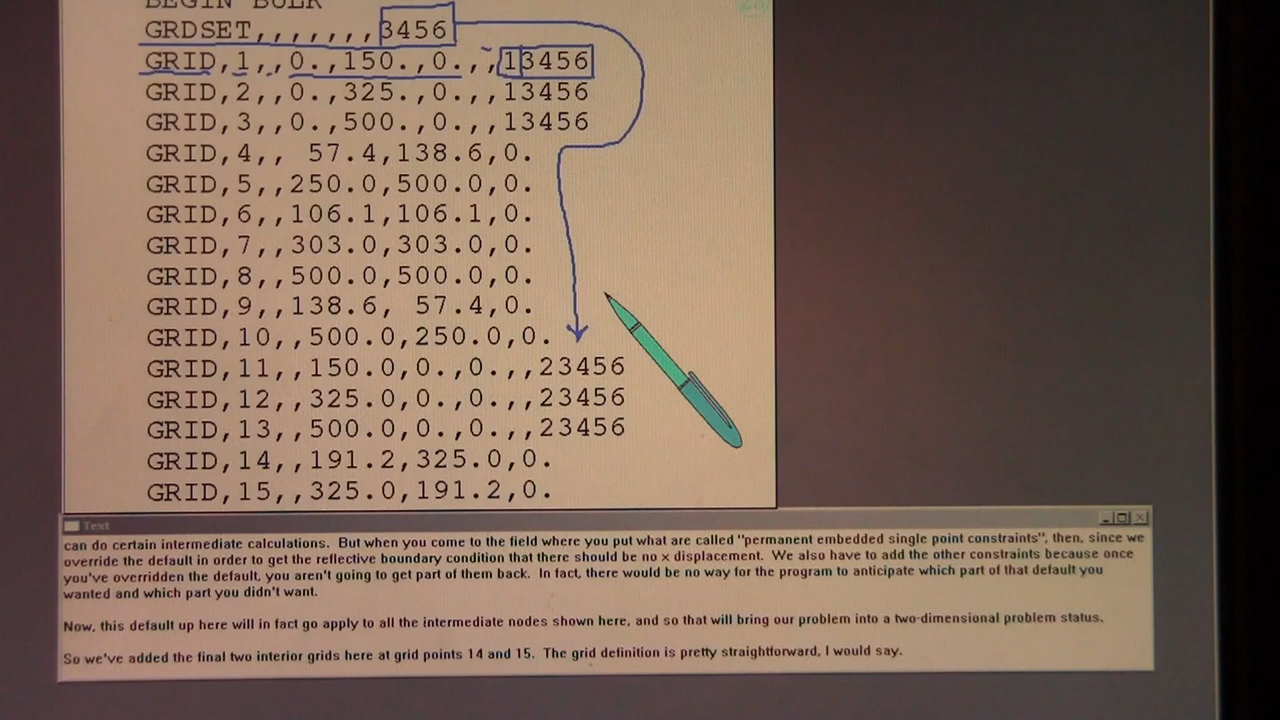 BEGIN BULK
GRDSET,,,,,,,3456
GRID,1,,0.,150.,0.,,13456
GRID,2,,0.,325.,0.,,13456
GRID,3,,0.,500.,0.,,13456
GRID,4,, 57.4,138.6,0.
GRID,5,,250.0,500.0,0.
GRID,6,,106.1,106.1,0.
GRID,7,,303.0,303.0,0.
GRID,8,,500.0,500.0,0.
GRID,9,,138.6, 57.4,0.
GRID,10,,500.0,250.0,0.
GRID,11,,150.0,0.,0.,,23456
GRID,12,,325.0,0.,0.,,23456
GRID,13,,500.0,0.,0.,,23456
GRID,14,,191.2,325.0,0.
GRID,15,,325.0,191.2,0.
Text
can do certain intermediate calculations. But when you come to the field where you put what are called "permanent embedded single point constraints", then, since we
override the default in order to get the reflective boundary condition that there should be no x displacement. We also have to add the other constraints because once
you've overridden the default, you aren't going to get part of them back. In fact, there would be no way for the program to anticipate which part of that default you
wanted and which part you didn't want.
Now, this default up here will in fact go apply to all the intermediate nodes shown here, and so that will bring our problem into a two-dimensional problem status.
So we've added the final two interior grids here at grid points 14 and 15. The grid definition is pretty straightforward, I would say.